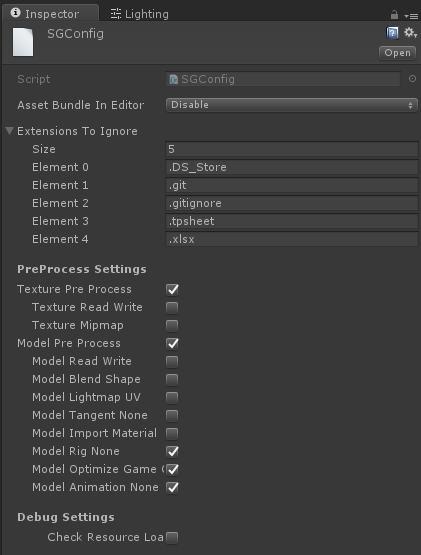 Inspector Lighting
SGConfig
Open
Script SGConfig
Asset Bundle In Editor Disable
Extensions To Ignore
Size 5
Element 0 .DS_Store
Element 1 .git
Element 2 .gitignore
Element 3 .tpsheet
Element 4 .xlsx
PreProcess Settings
Texture Pre Process
Texture Read Write
Texture Mipmap
Model Pre Process
Model Read Write
Model Blend Shape
Model Lightmap UV
Model Tangent None
Model Import Material
Model Rig None
Model Optimize Game
Model Animation None
Debug Settings
Check Resource Loa